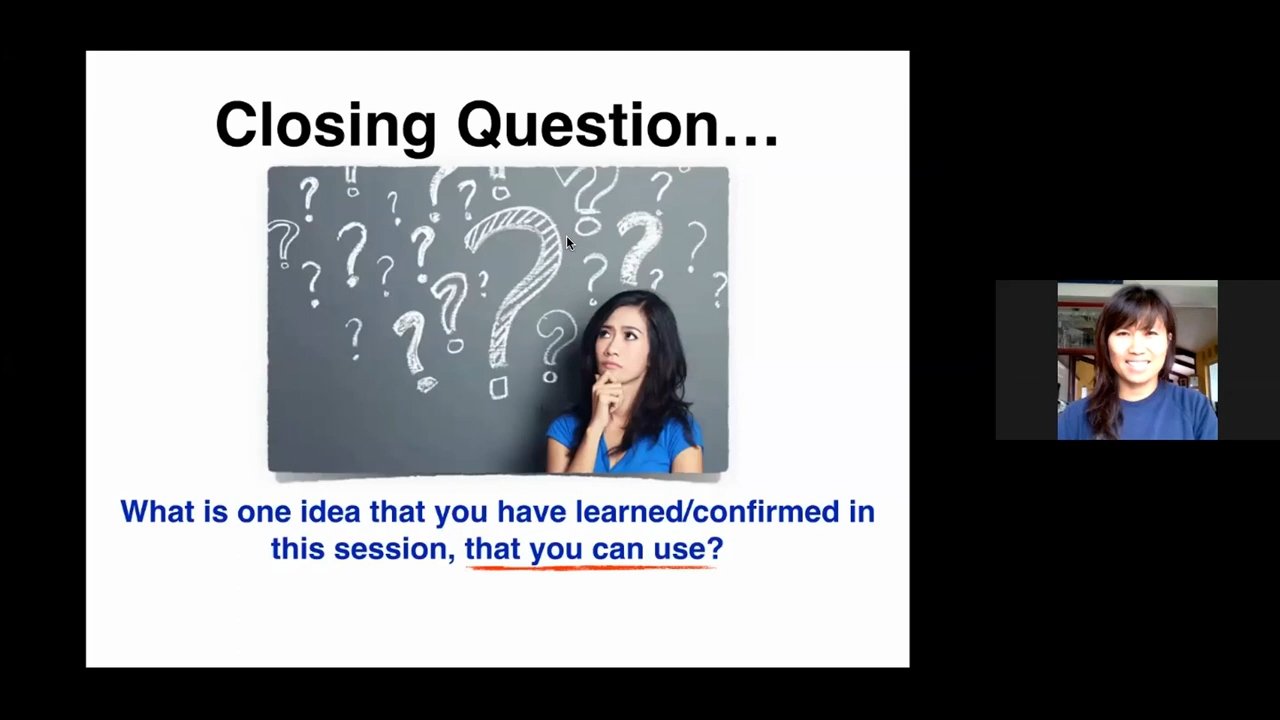 Closing Question…
What is one idea that you have learned/confirmed in
this session, that you can use?